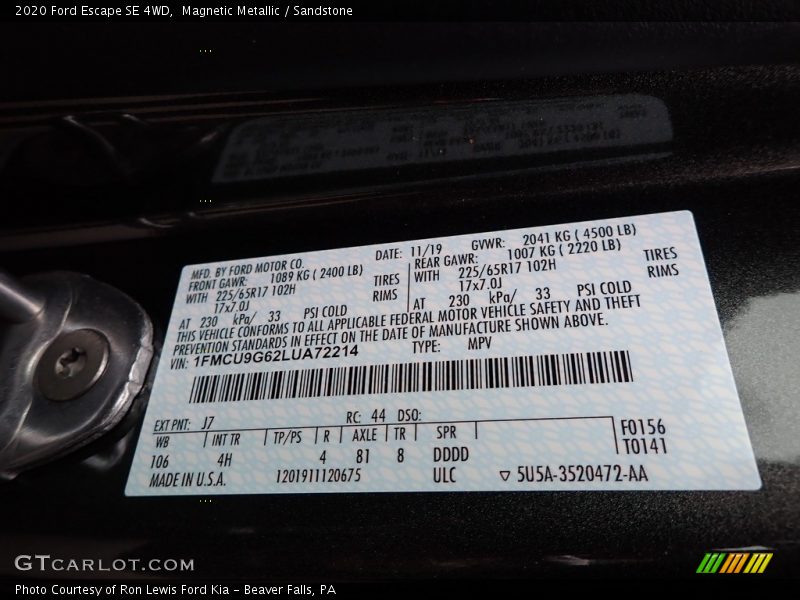 2020 Ford Escape SE 4WD,  Magnetic Metallic / Sandstone
MFD. BY FORD MOTOR CO. DATE: 11/19 GVWR: 2041 KG ( 4500 LB)
FRONT GAWR: 1089 KG ( 2400 LB) REAR GAWR: 1007 KG ( 2220 LB)
WITH 225/65R17 102H TIRES WITH 225/65R17 102H TIRES
17x7.0J RIMS 17x7.0J RIMS
AT 230 kPa/ 33 PSI COLD AT 230 kPa/ 33 PSI COLD
THIS VEHICLE CONFORMS TO ALL APPLICABLE FEDERAL MOTOR VEHICLE SAFETY AND THEFT
PREVENTION STANDARDS IN EFFECT ON THE DATE OF MANUFACTURE SHOWN ABOVE.
VIN: 1FMCU9G62LUA72214 TYPE: MPV
EXT PNT: J7 RC: 44 DSO:
WB INT TR TP/PS R AXLE TR SPR F0156
106 4H 4 81 8 DDDD T0141
MADE IN U.S.A. 1201911120675 ULC ▽ 5U5A-3520472-AA
GTCARLOT.COM
Photo Courtesy of Ron Lewis Ford Kia – Beaver Falls, PA